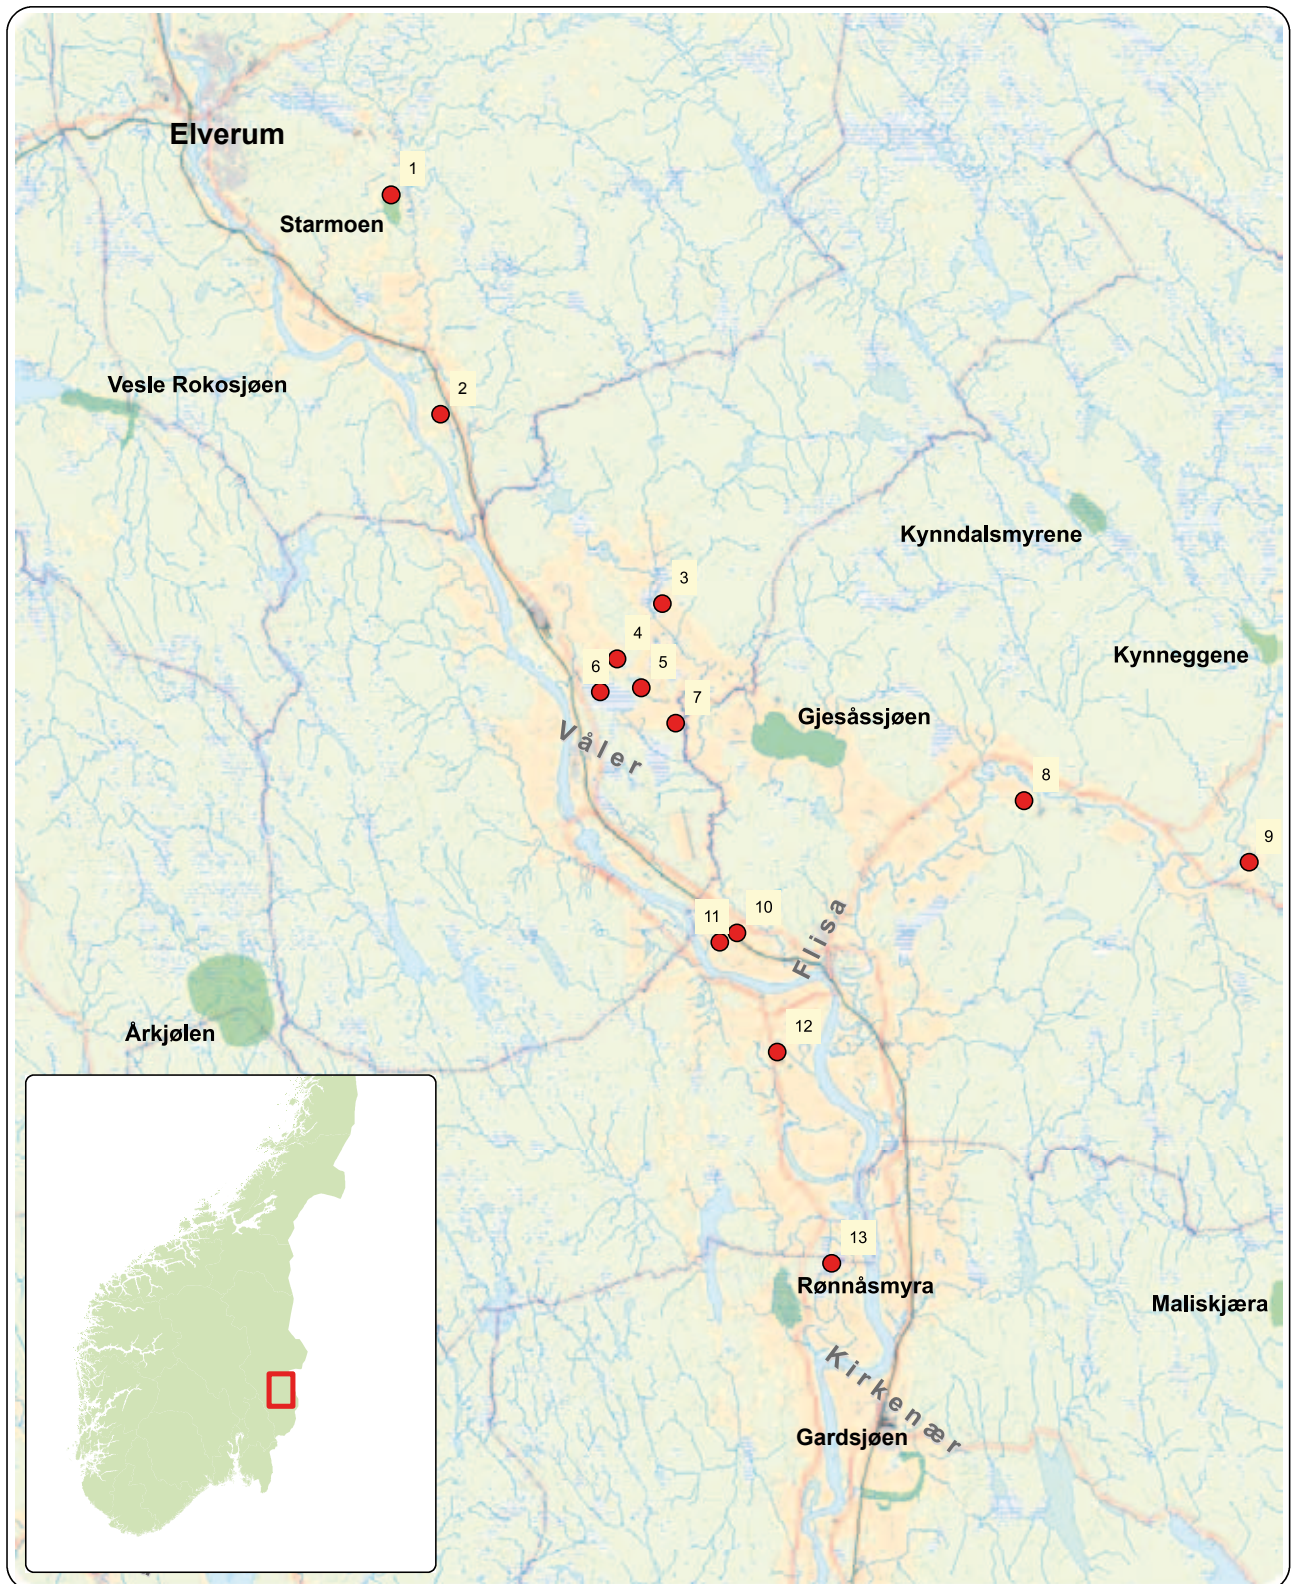 Elverum
1
Starmoen
Vesle Rokosjøen
2
Kynndalsmyrene
3
4
Kynneggene
5
6
7
Gjesåssjøen
Våler
8
9
10
11
Flisa
12
Årkjølen
13
Rønnåsmyra
Maliskjæra
Kirkenær
Gardsjøen